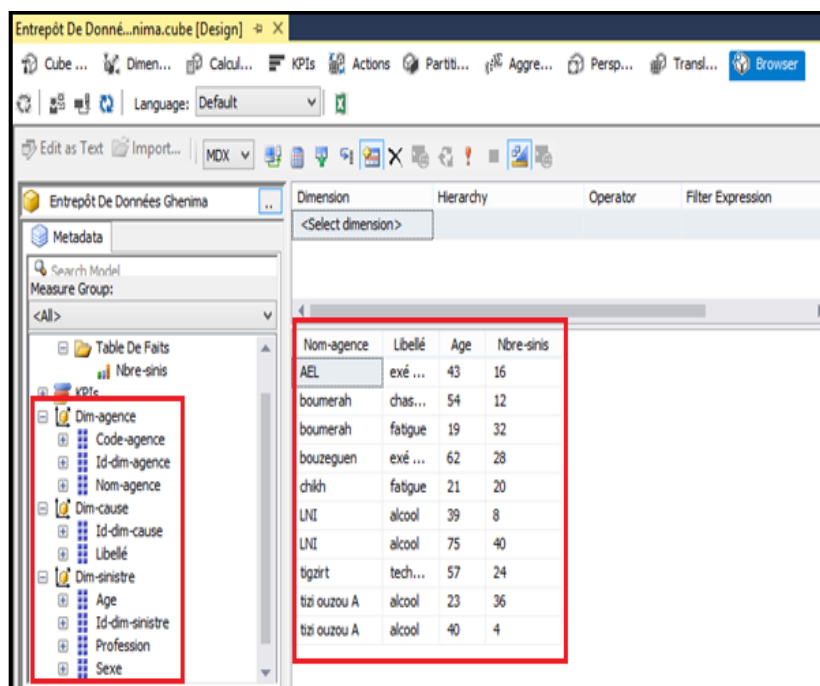 Entrepôt De Donné...nima.cube [Design]
Cube ... Dimen... Calcul... KPIs Actions Partiti... Aggre... Persp... Transl... Browser
Language: Default
Edit as Text Import... MDX
Entrepôt De Données Ghenima ..
Metadata
Search Model
Measure Group:
<All>
Table De Faits
Nbre-sinis
KPIs
Dim-agence
Code-agence
Id-dim-agence
Nom-agence
Dim-cause
Id-dim-cause
Libellé
Dim-sinistre
Age
Id-dim-sinistre
Profession
Sexe
Dimension Hierarchy Operator Filter Expression
<Select dimension>
Nom-agence Libellé Age Nbre-sinis
AEL exé ... 43 16
boumerah chas... 54 12
boumerah fatigue 19 32
bouzeguen exé ... 62 28
chikh fatigue 21 20
LNI alcool 39 8
LNI alcool 75 40
tigzirt tech... 57 24
tizi ouzou A alcool 23 36
tizi ouzou A alcool 40 4